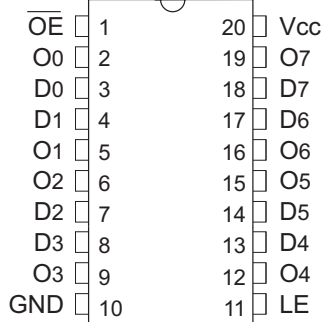 O̅E̅ 1 20 Vcc
O0 2 19 O7
D0 3 18 D7
D1 4 17 D6
O1 5 16 O6
O2 6 15 O5
D2 7 14 D5
D3 8 13 D4
O3 9 12 O4
GND 10 11 LE